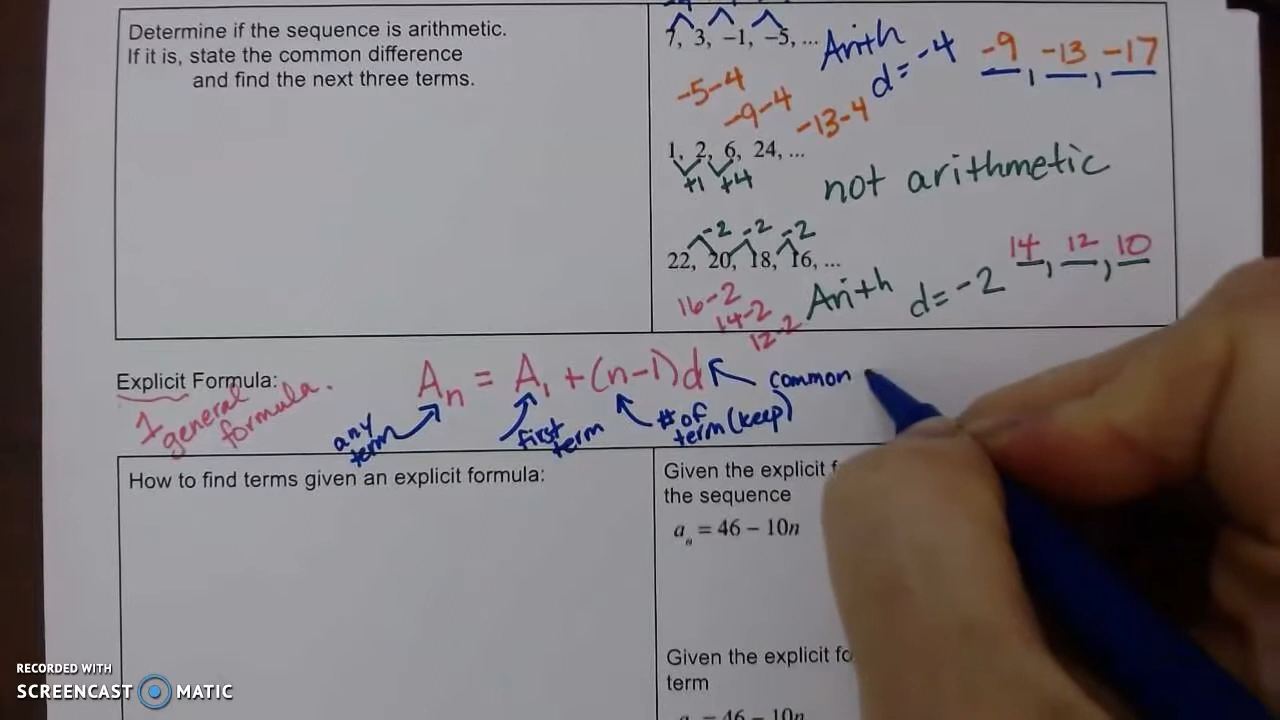 Determine if the sequence is arithmetic.
If it is, state the common difference
and find the next three terms.
7, 3, −1, −5, ... Arith d= -4 -9, -13, -17
-5-4
-9-4
-13-4
1, 2, 6, 24, ...
+1 +4
not arithmetic
-2 -2 -2
22, 20, 18, 16, ...
16-2
14-2
12-2
Arith d= -2 14, 12, 10
Explicit Formula:
1 general formula.
An = A1 + (n-1)d
any term
first term
# of term (keep)
common
How to find terms given an explicit formula:
Given the explicit f
the sequence
an = 46 − 10n
Given the explicit fo
term
an = 46 − 10n
RECORDED WITH
SCREENCAST MATIC